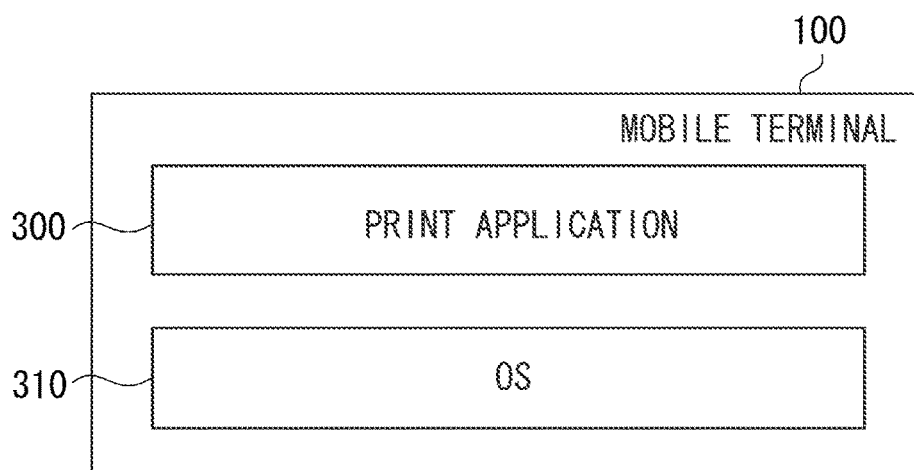 100
MOBILE TERMINAL
300
PRINT APPLICATION
310
OS